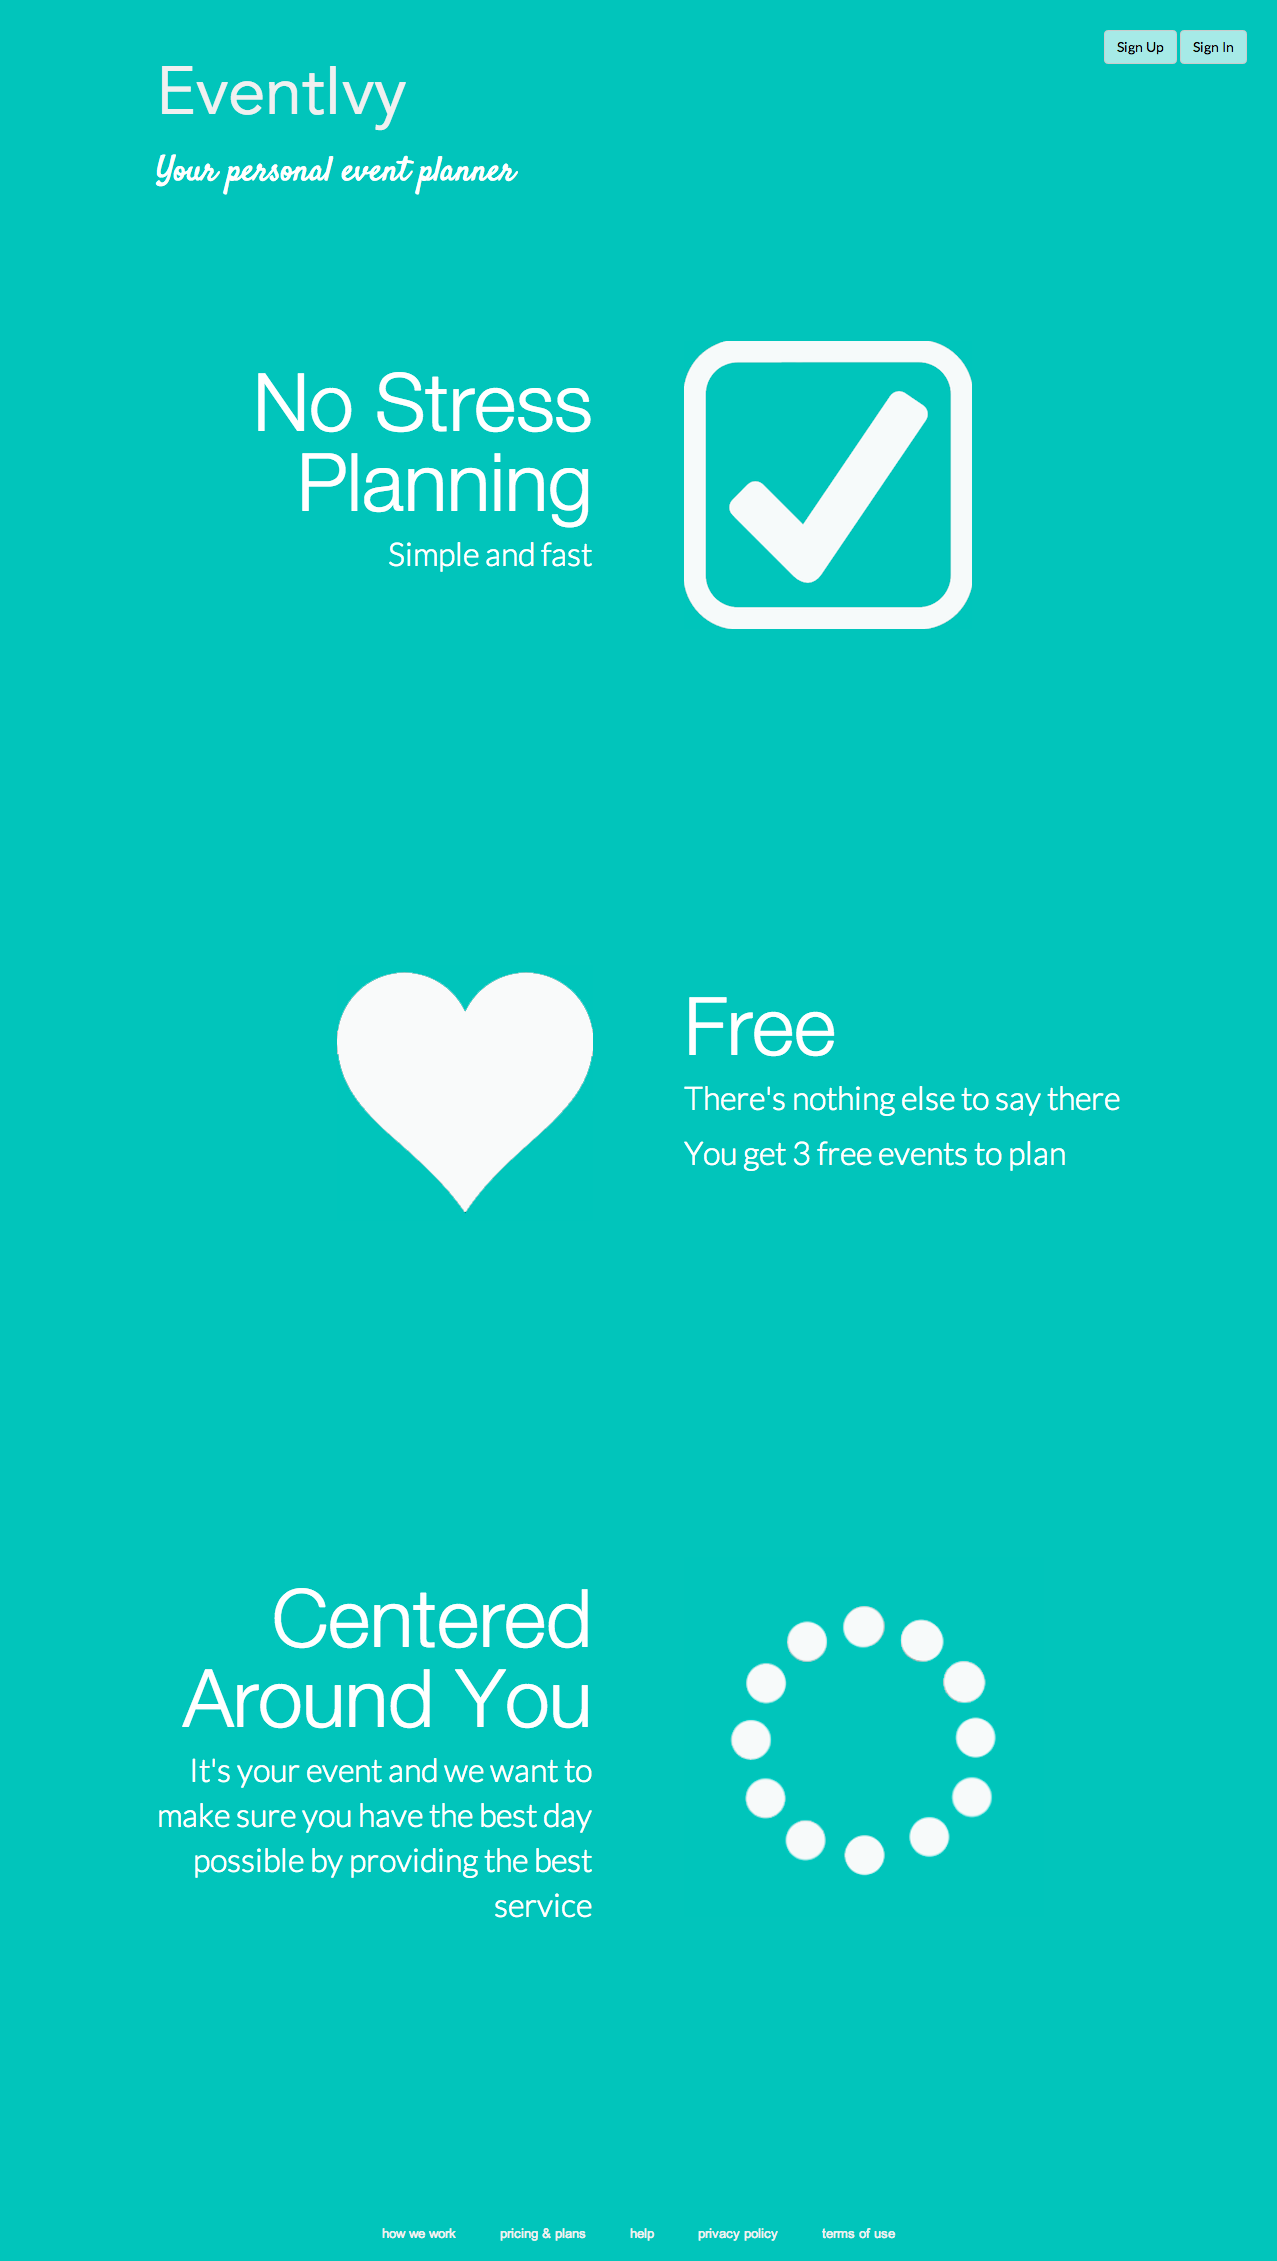 Sign Up Sign In
EventIvy
Your personal event planner
No Stress
Planning
Simple and fast
Free
There's nothing else to say there
You get 3 free events to plan
Centered
Around You
It's your event and we want to
make sure you have the best day
possible by providing the best
service
how we work pricing & plans help privacy policy terms of use